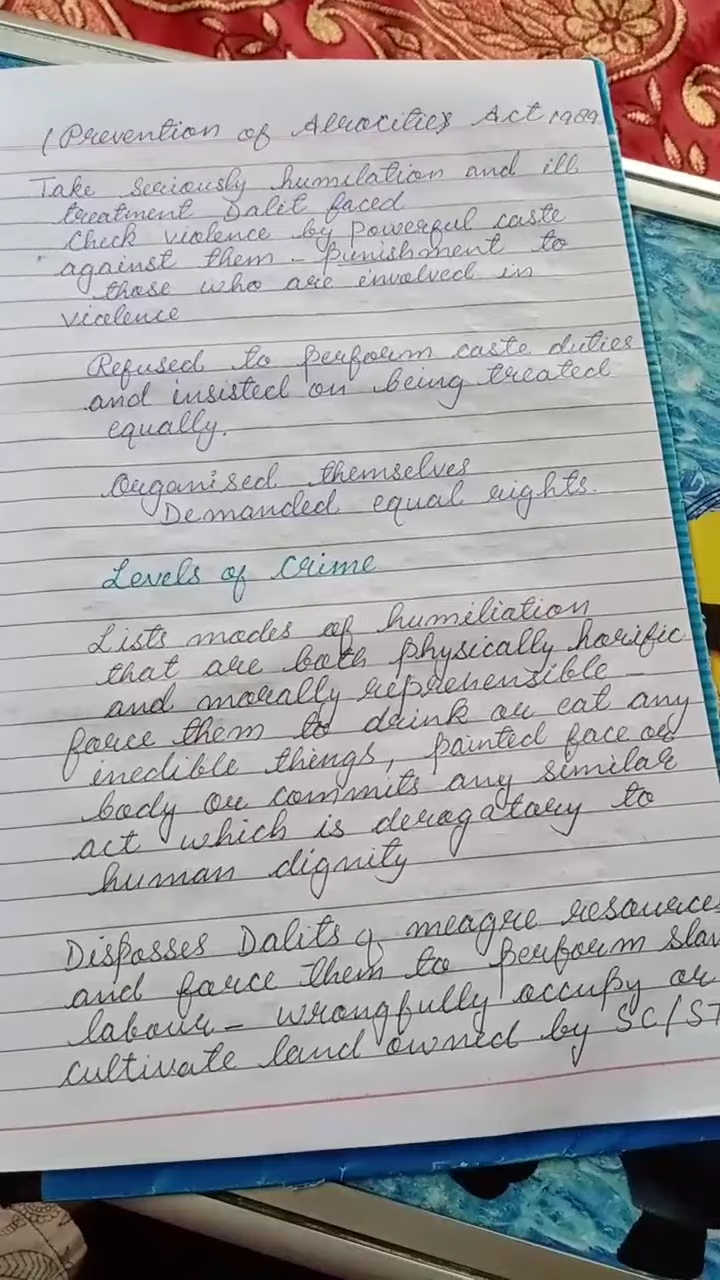 (Prevention of Atrocities Act 1989
Take seriously humilation and ill
treatment Dalit faced
Check violence by powerful caste
against them - punishment to
those who are involved in
violence
Refused to perform caste duties
and insisted on being treated
equally.
Organised themselves
Demanded equal rights.
Levels of Crime
Lists modes of humiliation
that are both physically horific
and morally reprehensible -
force them to drink or eat any
inedible things, painted face or
body or commits any similar
act which is derogatory to
human dignity
Disposses Dalits of meagre resources
and force them to perform slav
labour - wrongfully occupy or
cultivate land owned by SC/ST